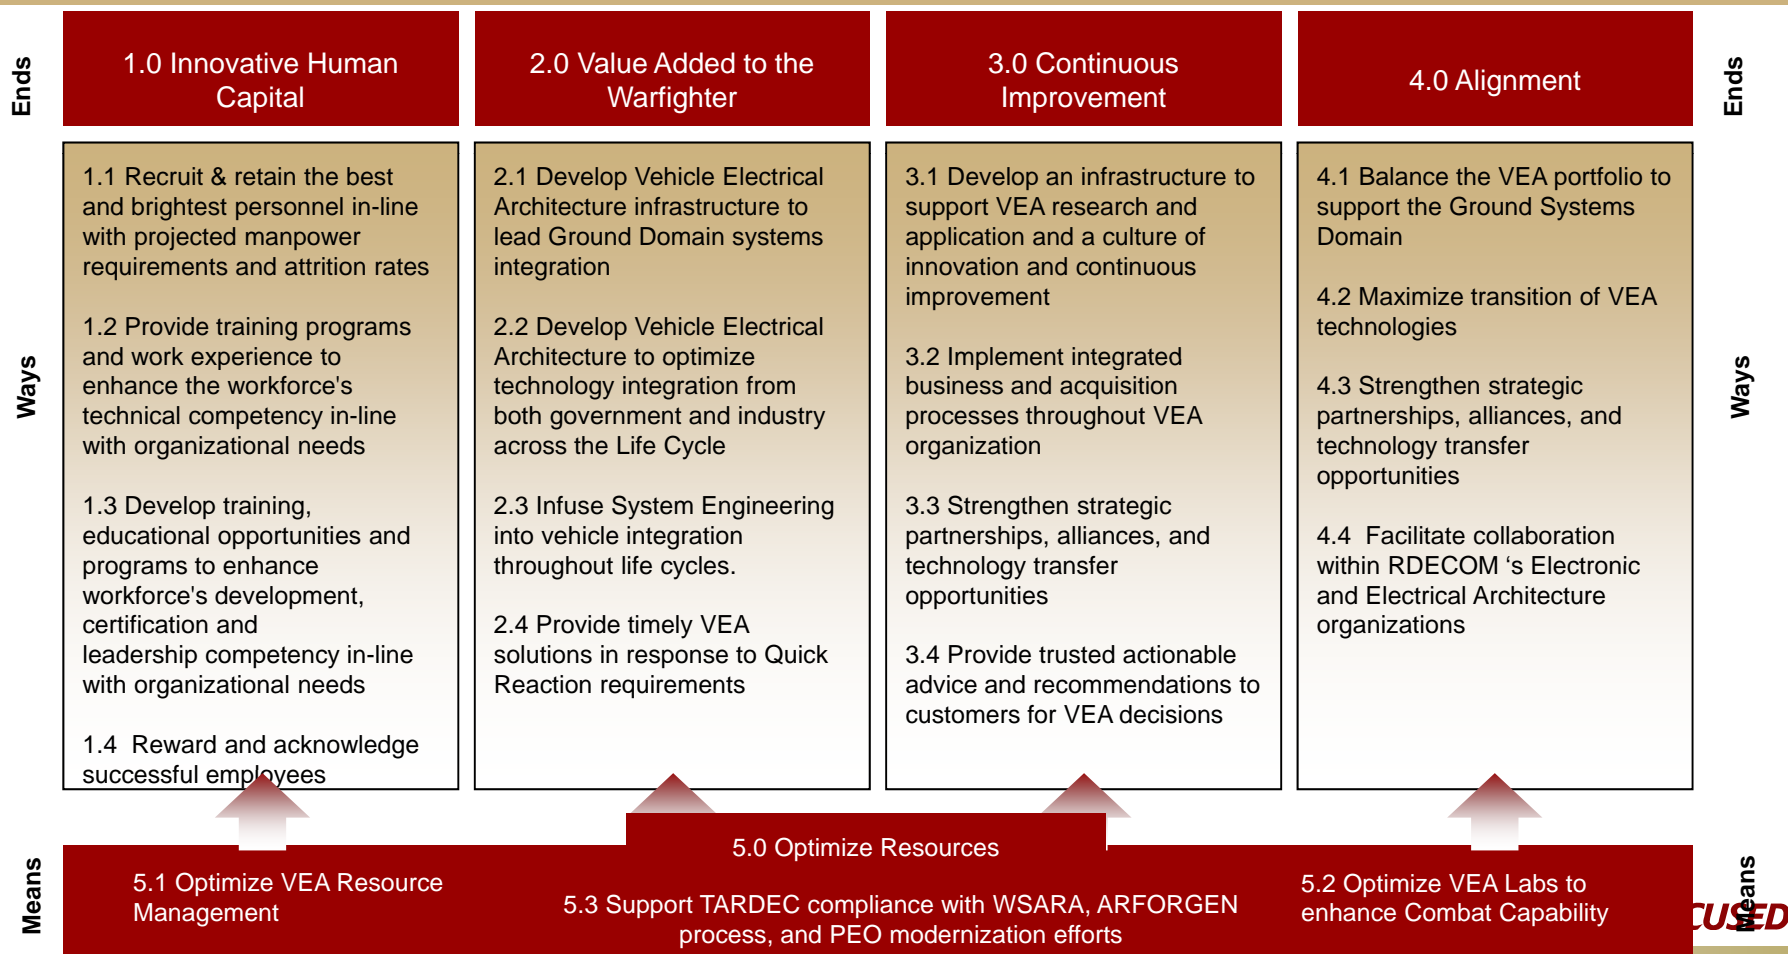 Ends
1.0 Innovative Human
Capital
2.0 Value Added to the
Warfighter
3.0 Continuous
Improvement
4.0 Alignment
Ends
Ways
1.1 Recruit & retain the best
and brightest personnel in-line
with projected manpower
requirements and attrition rates
1.2 Provide training programs
and work experience to
enhance the workforce's
technical competency in-line
with organizational needs
1.3 Develop training,
educational opportunities and
programs to enhance
workforce's development,
certification and
leadership competency in-line
with organizational needs
1.4  Reward and acknowledge
successful employees
2.1 Develop Vehicle Electrical
Architecture infrastructure to
lead Ground Domain systems
integration
2.2 Develop Vehicle Electrical
Architecture to optimize
technology integration from
both government and industry
across the Life Cycle
2.3 Infuse System Engineering
into vehicle integration
throughout life cycles.
2.4 Provide timely VEA
solutions in response to Quick
Reaction requirements
3.1 Develop an infrastructure to
support VEA research and
application and a culture of
innovation and continuous
improvement
3.2 Implement integrated
business and acquisition
processes throughout VEA
organization
3.3 Strengthen strategic
partnerships, alliances, and
technology transfer
opportunities
3.4 Provide trusted actionable
advice and recommendations to
customers for VEA decisions
4.1 Balance the VEA portfolio to
support the Ground Systems
Domain
4.2 Maximize transition of VEA
technologies
4.3 Strengthen strategic
partnerships, alliances, and
technology transfer
opportunities
4.4  Facilitate collaboration
within RDECOM ‘s Electronic
and Electrical Architecture
organizations
Ways
Means
5.0 Optimize Resources
5.1 Optimize VEA Resource
Management
5.3 Support TARDEC compliance with WSARA, ARFORGEN
process, and PEO modernization efforts
5.2 Optimize VEA Labs to
enhance Combat Capability
Means